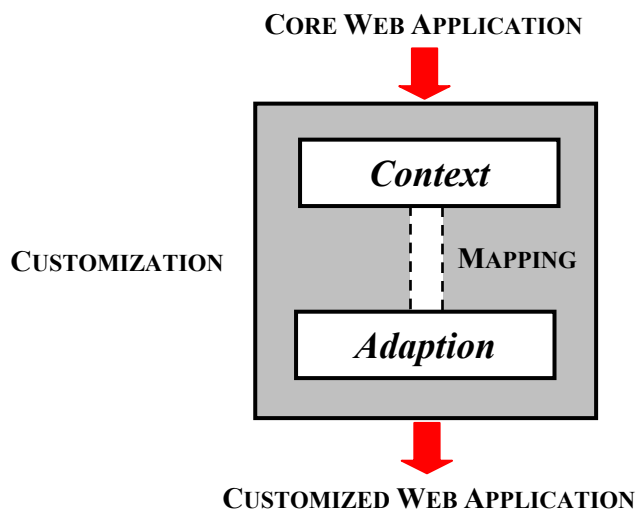 CORE WEB APPLICATION
Context
CUSTOMIZATION
MAPPING
Adaption
CUSTOMIZED WEB APPLICATION